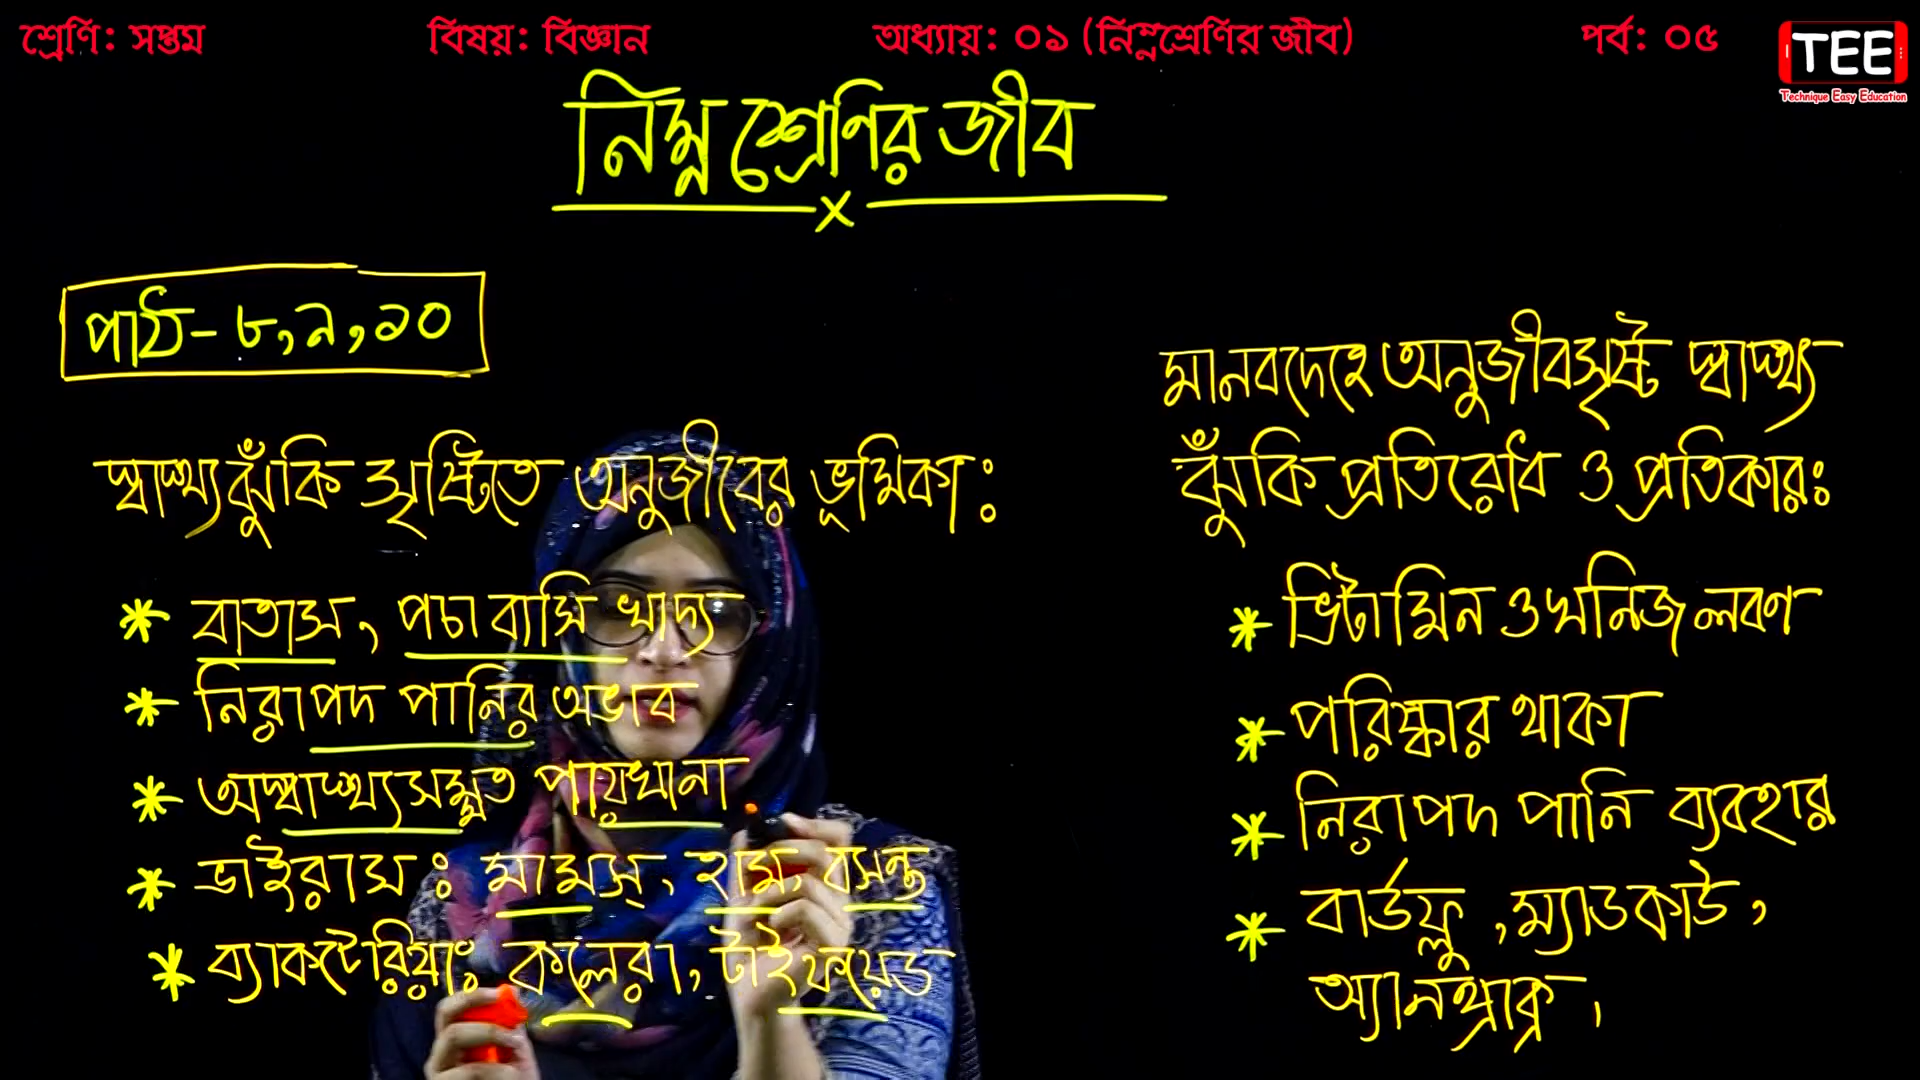 শ্রেণি: সপ্তম
বিষয়: বিজ্ঞান
অধ্যায়: ০১ (নিম্নশ্রেণির জীব)
পর্ব: ০৫
TEE
Technique Easy Education
নিম্ন শ্রেণির জীব
x
পাঠ- ৮, ৯, ১০
স্বাস্থ্য ঝুঁকি সৃষ্টিতে অনুজীবের ভূমিকা:
* বাতাস, পচা বাসি খাদ্য
* নিরাপদ পানির অভাব
* অস্বাস্থ্যসম্মত পায়খানা
* ভাইরাস: মামস্, হাম, বসন্ত
* ব্যাকটেরিয়া: কলেরা, টাইফয়েড
মানবদেহে অনুজীবসৃষ্ট স্বাস্থ্য
ঝুঁকি প্রতিরোধ ও প্রতিকার:
* ভিটামিন ও খনিজ লবণ
* পরিস্কার থাকা
* নিরাপদ পানি ব্যবহার
* বার্ডফ্লু, ম্যাডকাউ,
অ্যানথ্রাক্স।